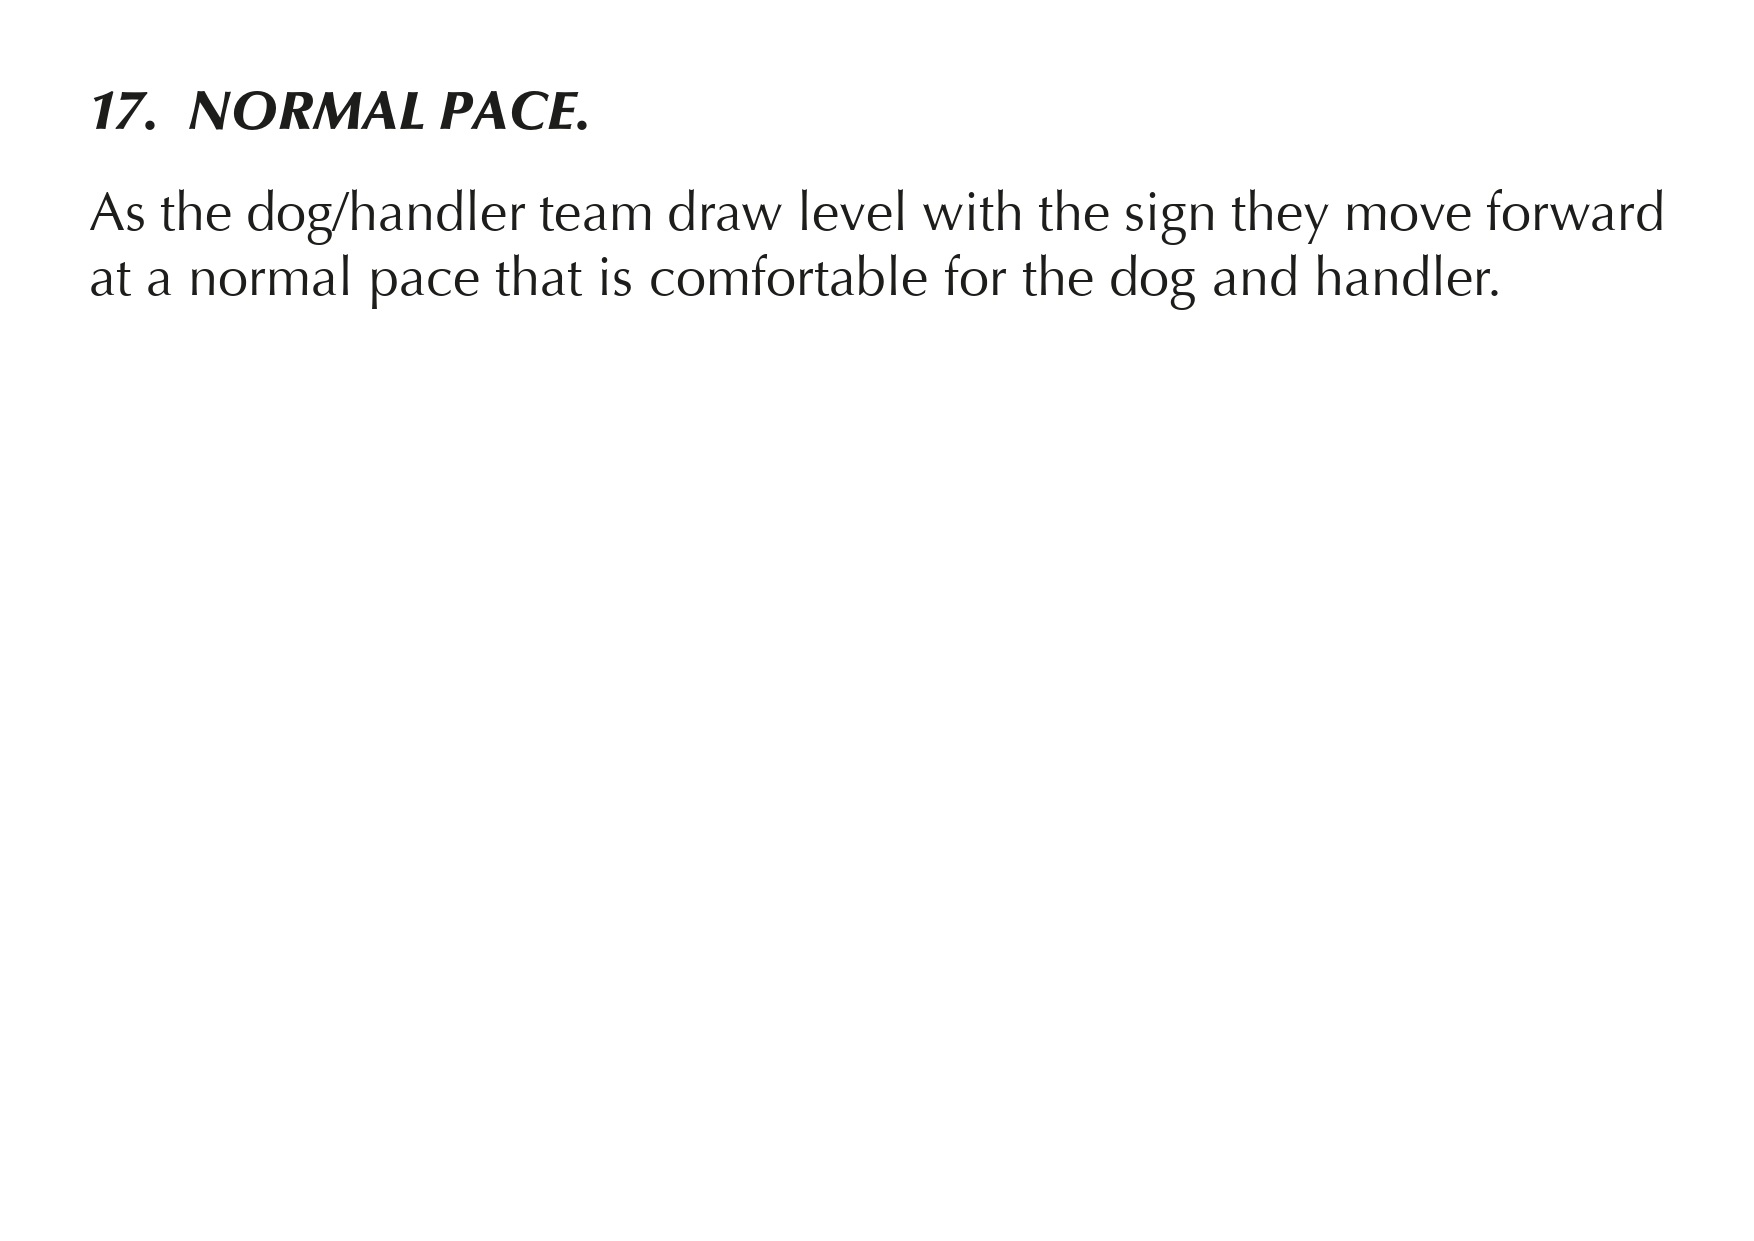 17. NORMAL PACE.
As the dog/handler team draw level with the sign they move forward
at a normal pace that is comfortable for the dog and handler.